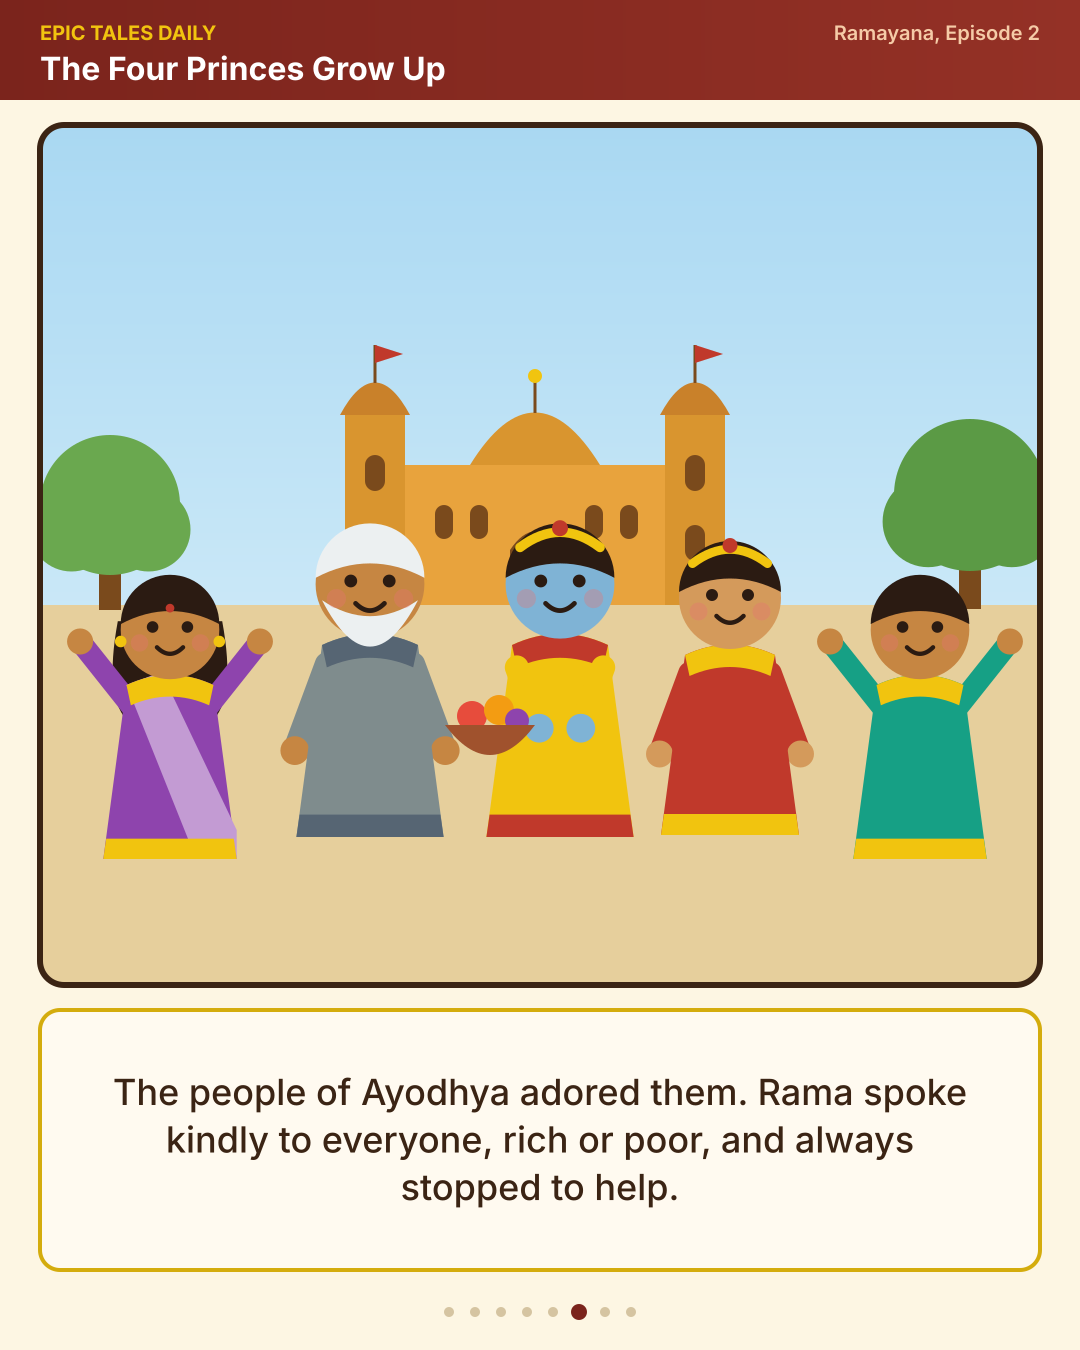 EPIC TALES DAILY
Ramayana, Episode 2
The Four Princes Grow Up
The people of Ayodhya adored them. Rama spoke
kindly to everyone, rich or poor, and always
stopped to help.